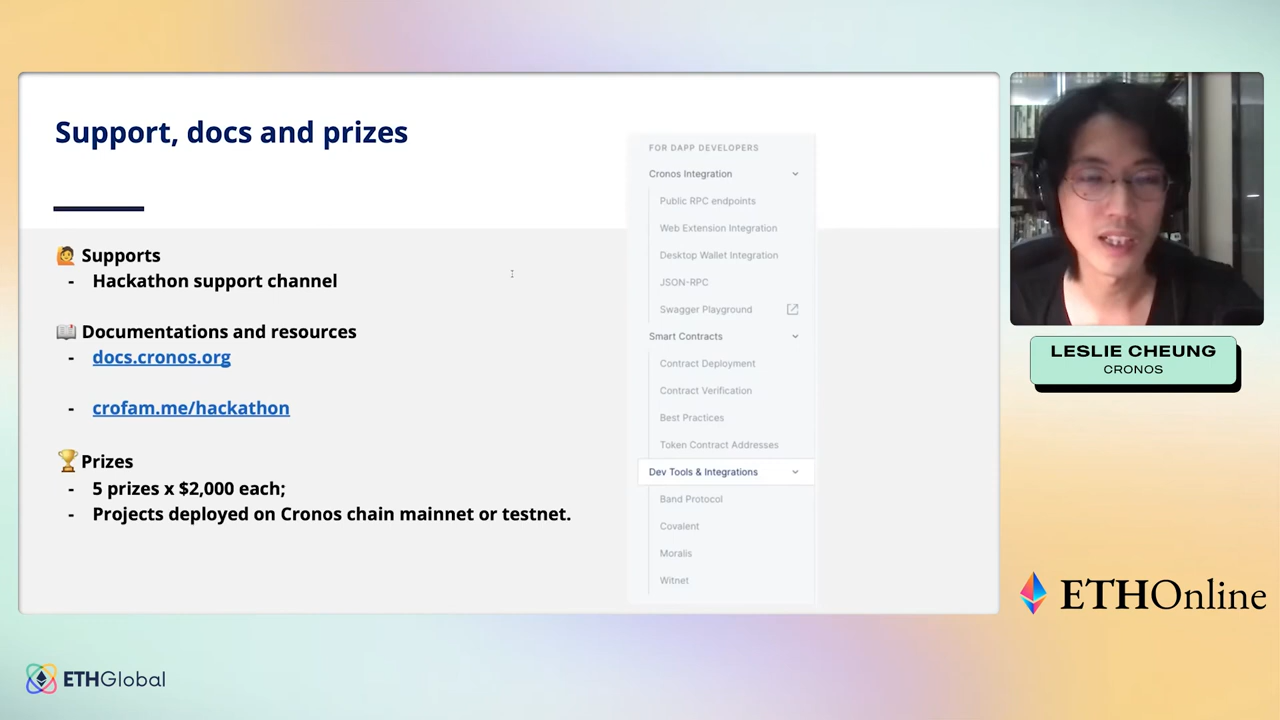 Support, docs and prizes
🙋 Supports
- Hackathon support channel
📖 Documentations and resources
- docs.cronos.org
- crofam.me/hackathon
🏆 Prizes
- 5 prizes x $2,000 each;
- Projects deployed on Cronos chain mainnet or testnet.
FOR DAPP DEVELOPERS
Cronos Integration
Public RPC endpoints
Web Extension Integration
Desktop Wallet Integration
JSON-RPC
Swagger Playground
Smart Contracts
Contract Deployment
Contract Verification
Best Practices
Token Contract Addresses
Dev Tools & Integrations
Band Protocol
Covalent
Moralis
Witnet
LESLIE CHEUNG
CRONOS
ETHOnline
ETHGlobal